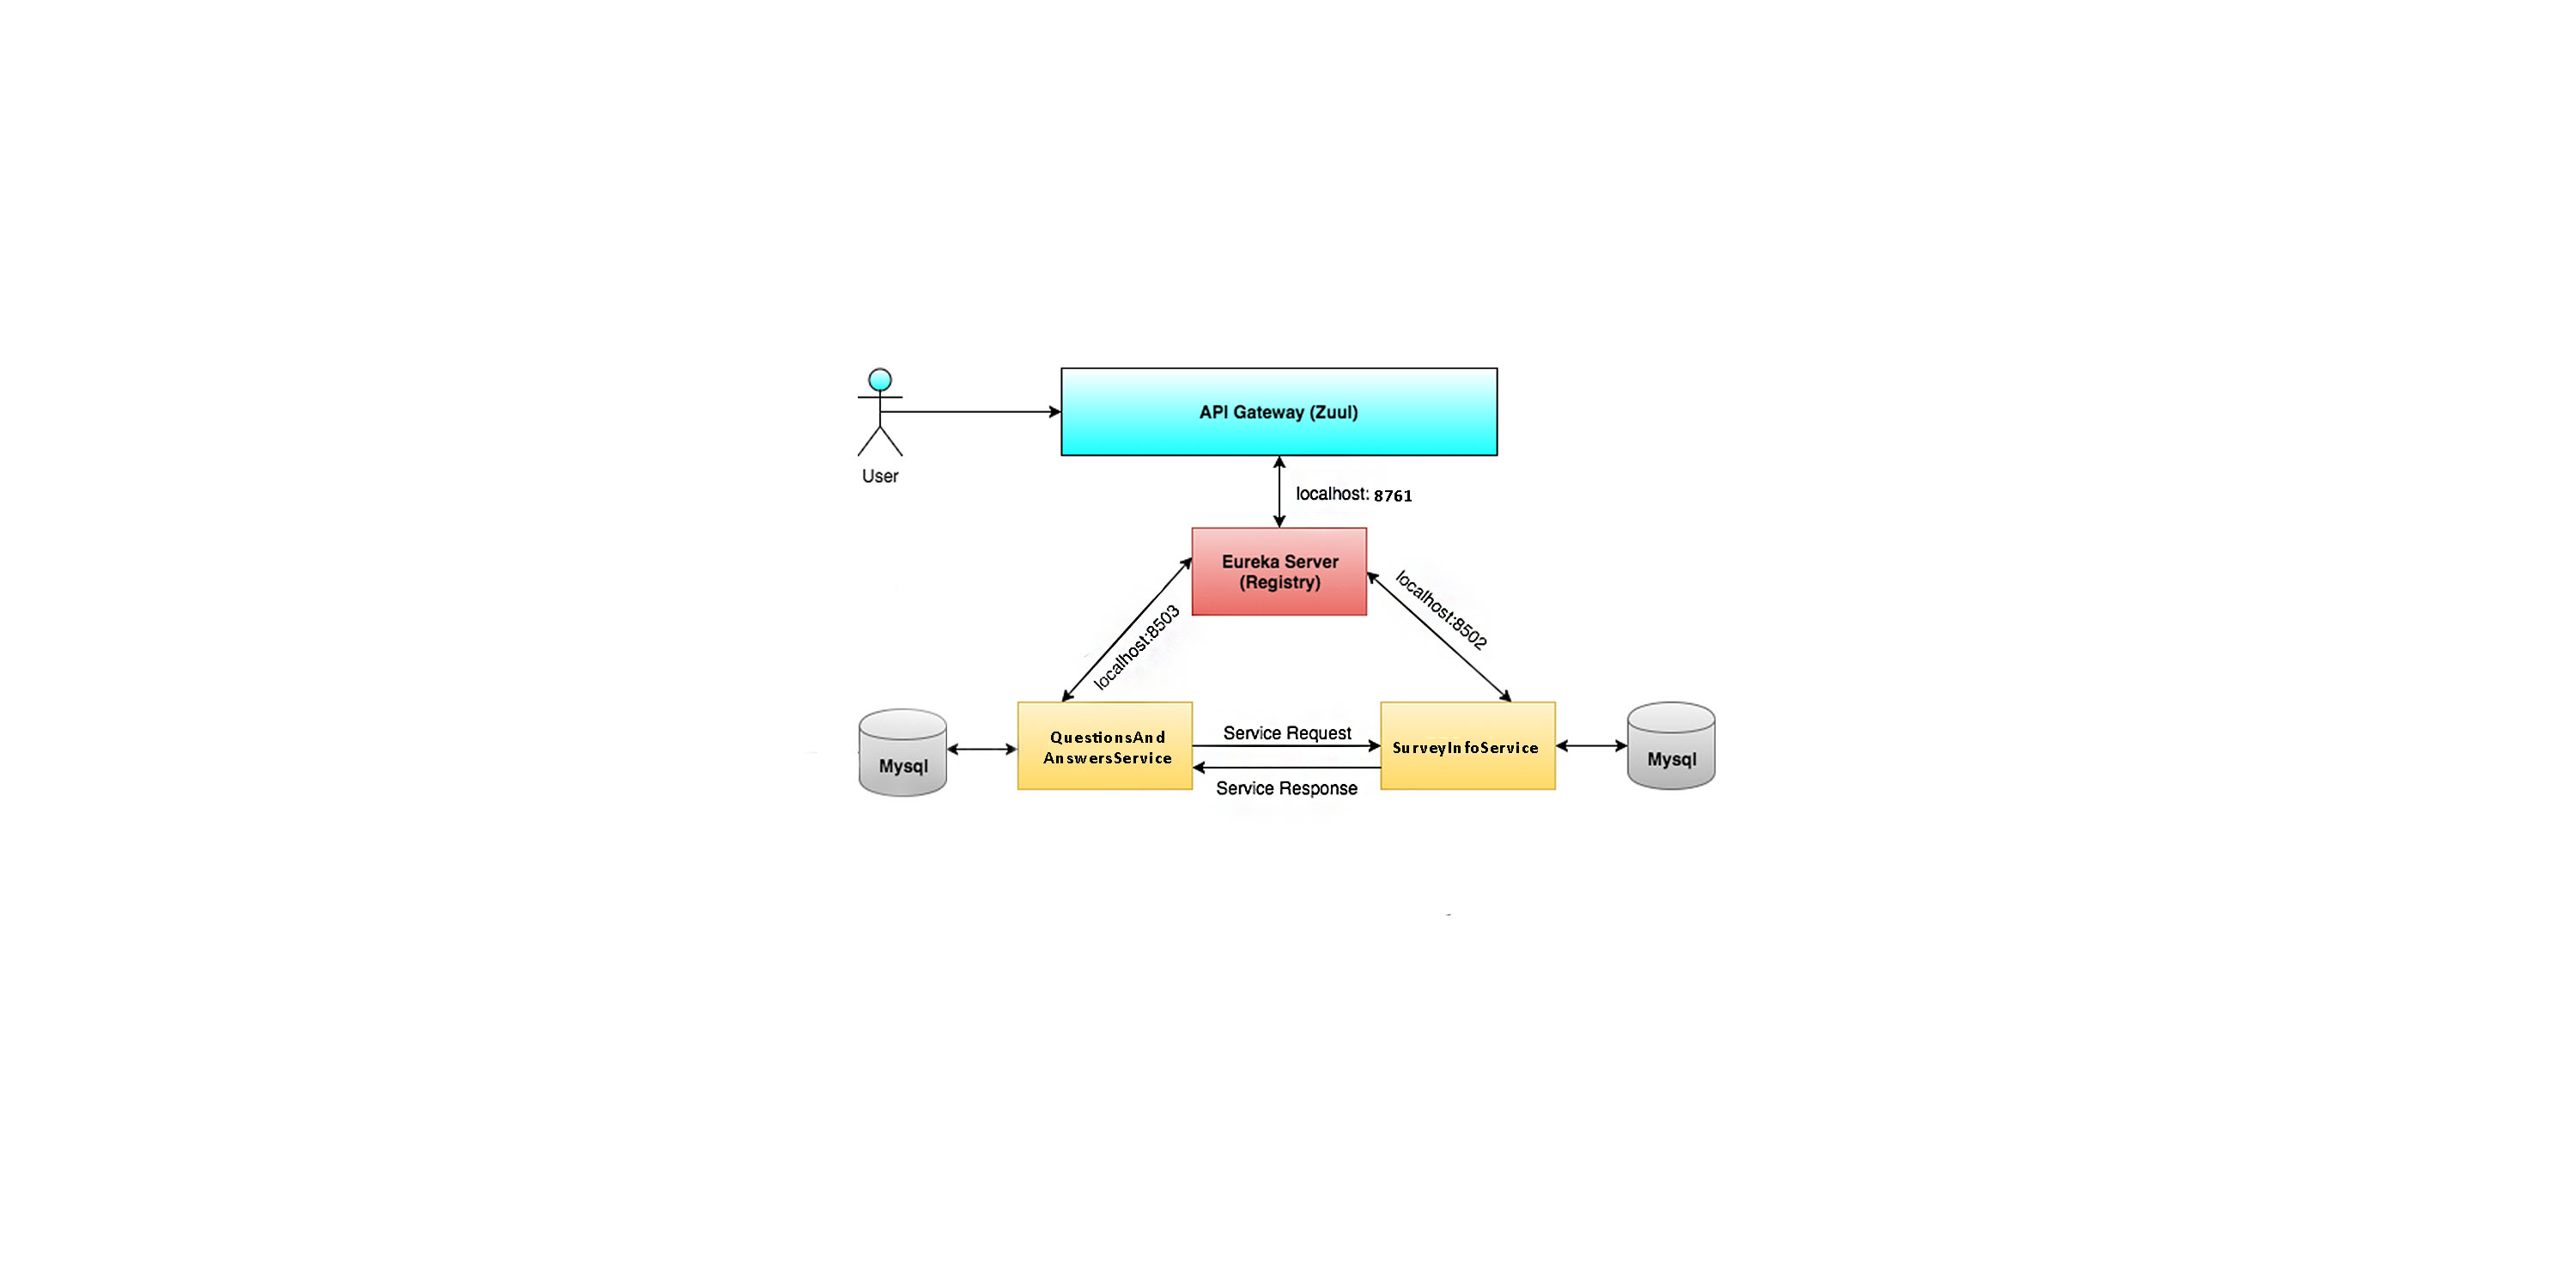 API Gateway (Zuul)
User
localhost: 8761
Eureka Server
(Registry)
localhost:8503
localhost:8502
Mysql
QuestionsAnd
AnswersService
Service Request
Service Response
SurveyInfoService
Mysql